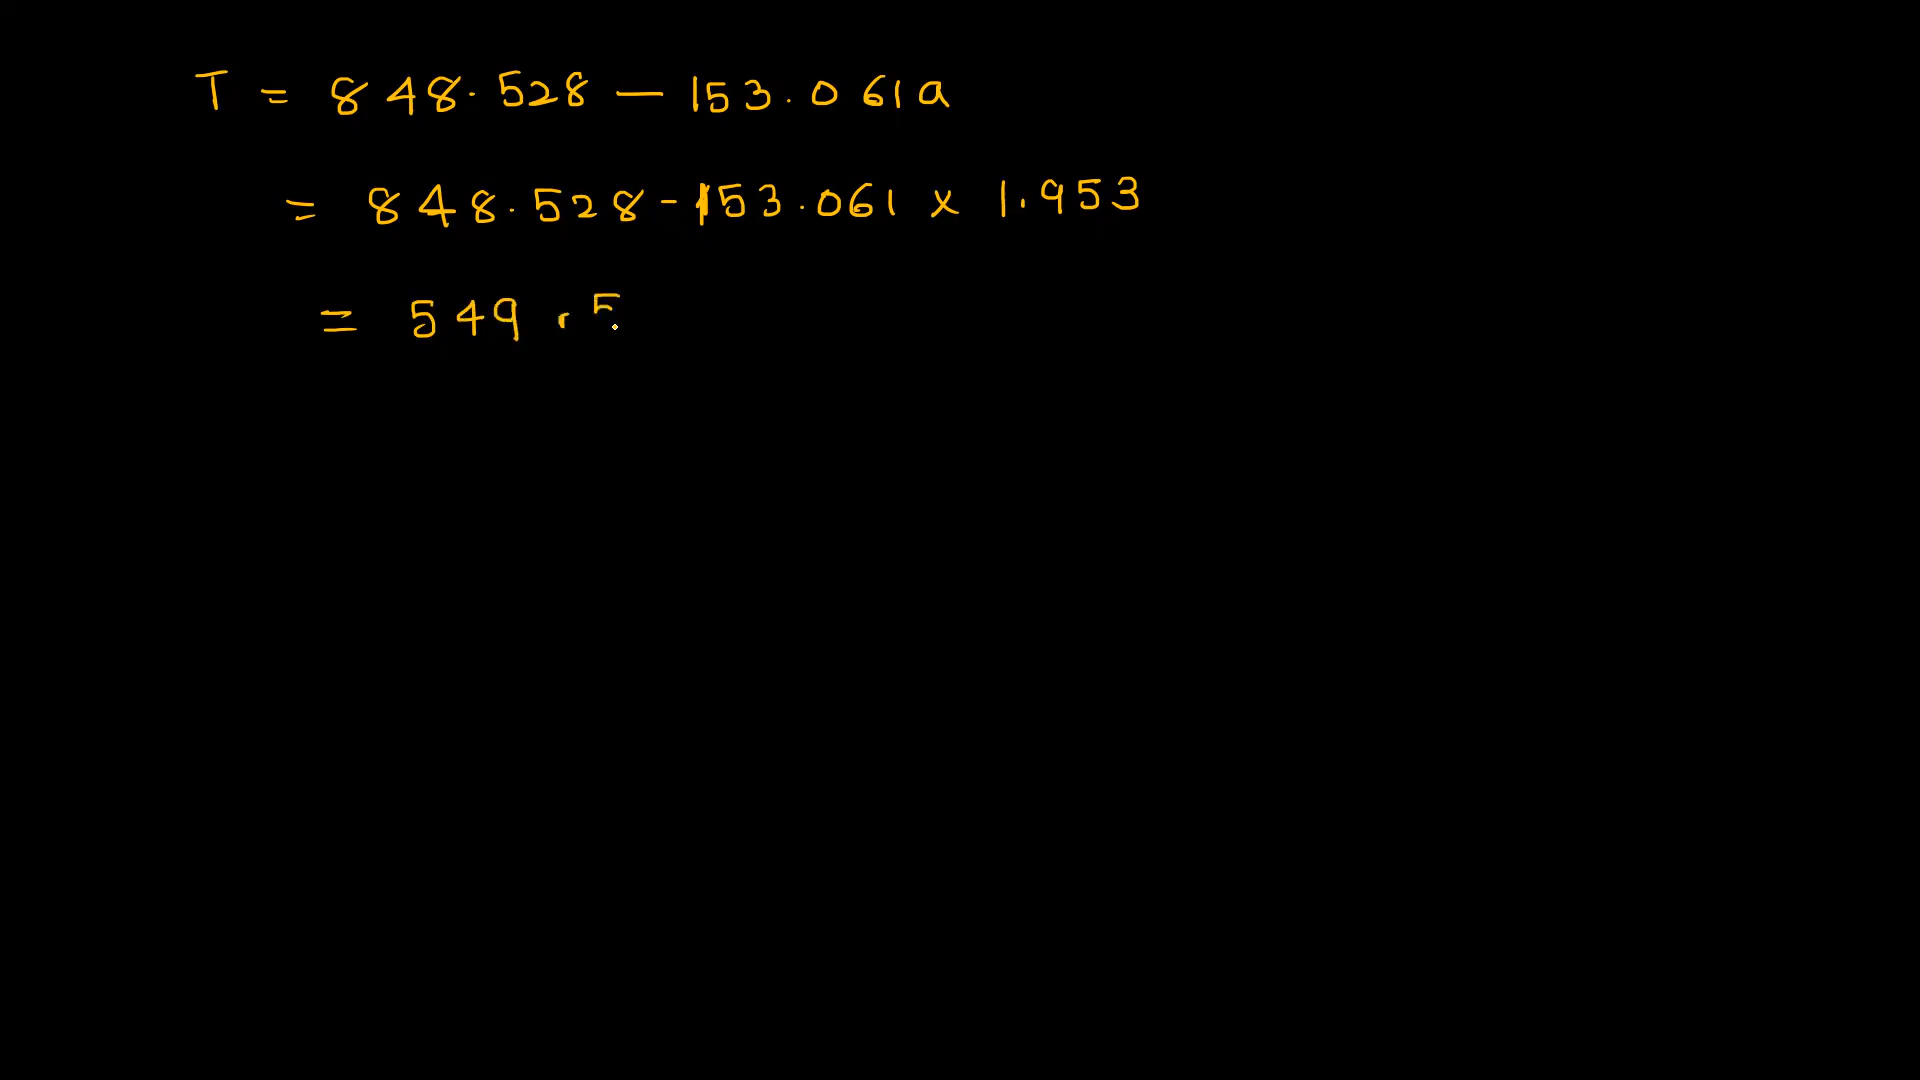 T = 848.528 — 153.061a
= 848.528 - 153.061 x 1.953
= 549.5